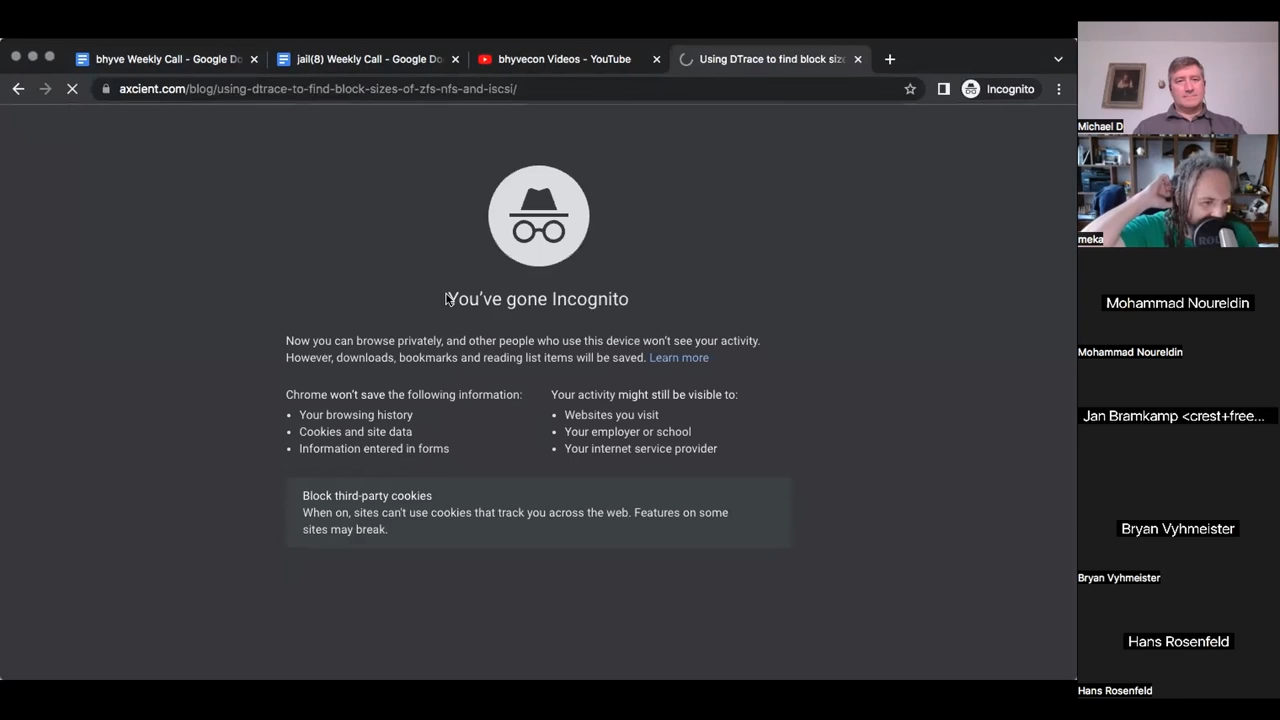 bhyve Weekly Call - Google Do
jail(8) Weekly Call - Google Do
bhyvecon Videos - YouTube
Using DTrace to find block size
axcient.com/blog/using-dtrace-to-find-block-sizes-of-zfs-nfs-and-iscsi/
Incognito
You've gone Incognito
Now you can browse privately, and other people who use this device won't see your activity.
However, downloads, bookmarks and reading list items will be saved. Learn more
Chrome won't save the following information:
• Your browsing history
• Cookies and site data
• Information entered in forms
Your activity might still be visible to:
• Websites you visit
• Your employer or school
• Your internet service provider
Block third-party cookies
When on, sites can't use cookies that track you across the web. Features on some
sites may break.
Michael D
meka
Mohammad Noureldin
Mohammad Noureldin
Jan Bramkamp <crest+free...
Bryan Vyhmeister
Bryan Vyhmeister
Hans Rosenfeld
Hans Rosenfeld